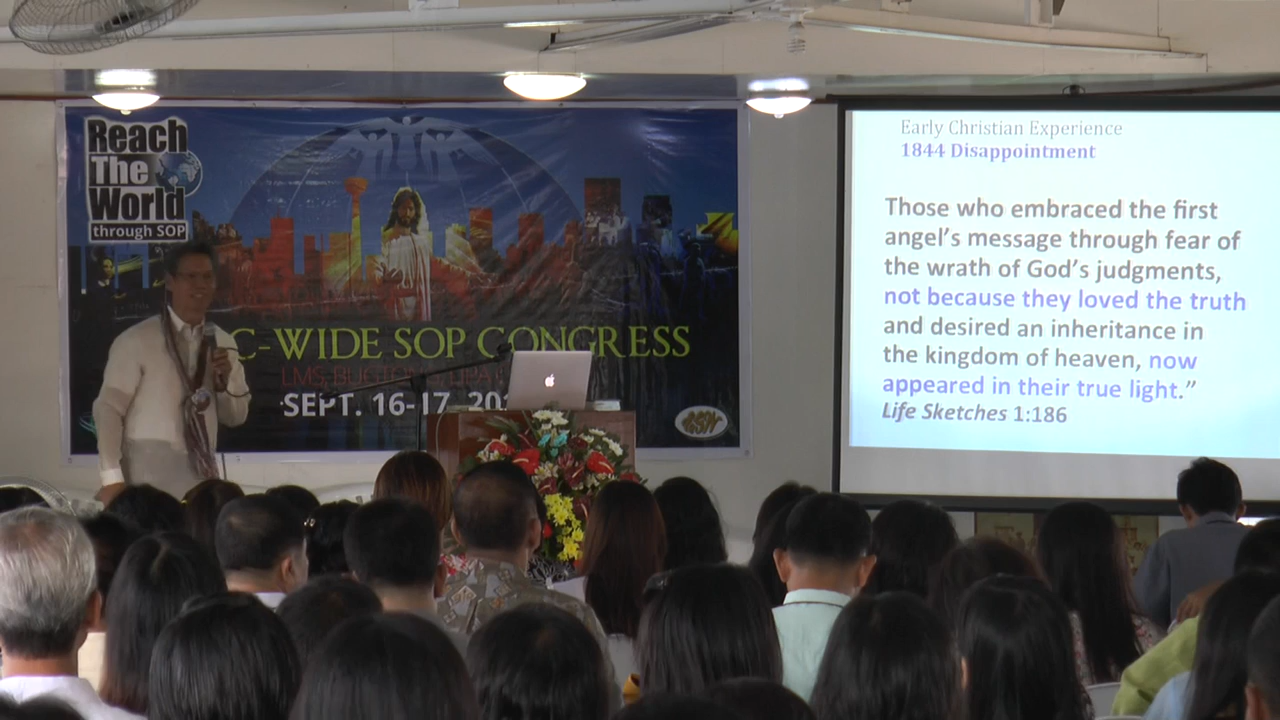 Reach
The
World
through SOP
C-WIDE SOP CONGRESS
LMS,
SEPT. 16-17,
Early Christian Experience
1844 Disappointment
Those who embraced the first
angel's message through fear of
the wrath of God's judgments,
not because they loved the truth
and desired an inheritance in
the kingdom of heaven, now
appeared in their true light."
Life Sketches 1:186